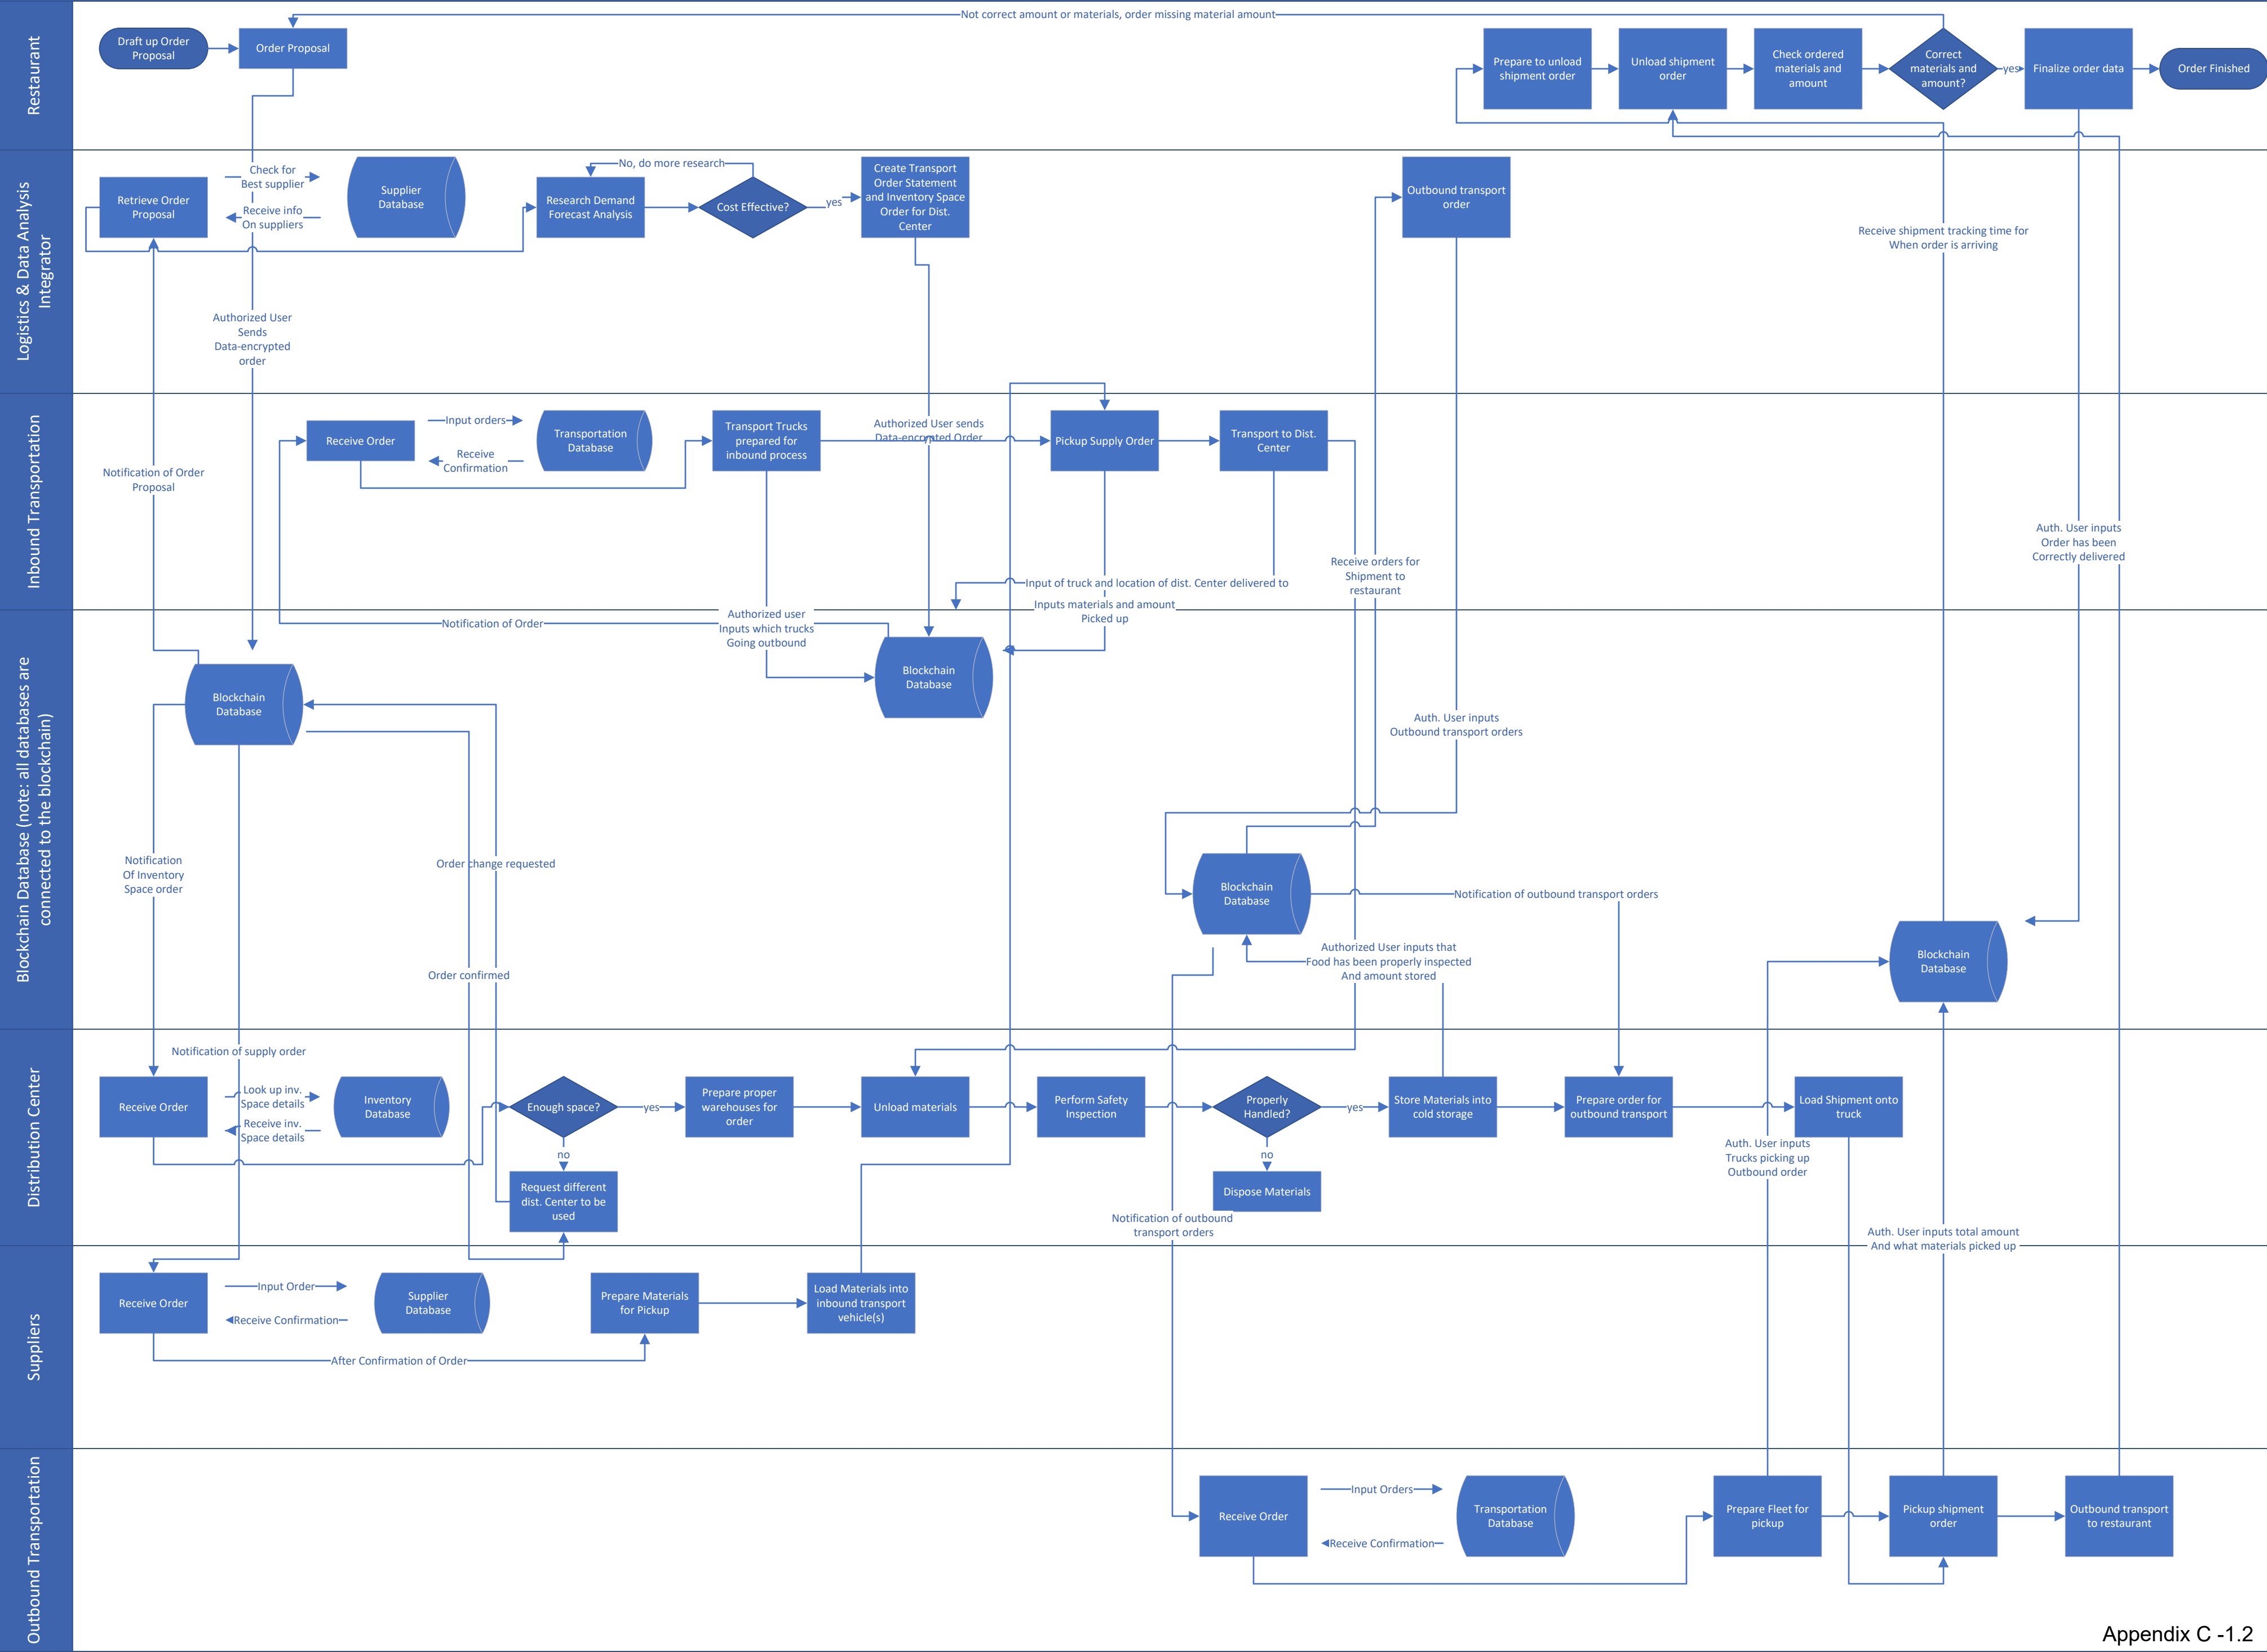 Restaurant
Not correct amount or materials, order missing material amount
Draft up Order
Proposal
Order Proposal
Prepare to unload
shipment order
Unload shipment
order
Check ordered
materials and
amount
Correct
materials and
amount?
yes
Finalize order data
Order Finished
Logistics & Data Analysis
Integrator
Retrieve Order
Proposal
Check for
Best supplier
Receive info
On suppliers
Supplier
Database
No, do more research
Research Demand
Forecast Analysis
Cost Effective?
yes
Create Transport
Order Statement
and Inventory Space
Order for Dist.
Center
Outbound transport
order
Receive shipment tracking time for
When order is arriving
Authorized User
Sends
Data-encrypted
order
Inbound Transportation
Notification of Order
Proposal
Receive Order
Input orders
Receive
Confirmation
Transportation
Database
Transport Trucks
prepared for
inbound process
Authorized User sends
Data-encrypted Order
Pickup Supply Order
Transport to Dist.
Center
Receive orders for
Shipment to
restaurant
Auth. User inputs
Order has been
Correctly delivered
Input of truck and location of dist. Center delivered to
Inputs materials and amount
Picked up
Blockchain Database (note: all databases are
connected to the blockchain)
Notification of Order
Authorized user
Inputs which trucks
Going outbound
Blockchain
Database
Blockchain
Database
Auth. User inputs
Outbound transport orders
Notification
Of Inventory
Space order
Order change requested
Order confirmed
Blockchain
Database
Notification of outbound transport orders
Authorized User inputs that
Food has been properly inspected
And amount stored
Blockchain
Database
Distribution Center
Notification of supply order
Receive Order
Look up inv.
Space details
Receive inv.
Space details
Inventory
Database
Enough space?
yes
no
Request different
dist. Center to be
used
Prepare proper
warehouses for
order
Unload materials
Perform Safety
Inspection
Properly
Handled?
yes
no
Dispose Materials
Store Materials into
cold storage
Prepare order for
outbound transport
Load Shipment onto
truck
Auth. User inputs
Trucks picking up
Outbound order
Notification of outbound
transport orders
Auth. User inputs total amount
And what materials picked up
Suppliers
Receive Order
Input Order
Receive Confirmation
Supplier
Database
Prepare Materials
for Pickup
Load Materials into
inbound transport
vehicle(s)
After Confirmation of Order
Outbound Transportation
Receive Order
Input Orders
Receive Confirmation
Transportation
Database
Prepare Fleet for
pickup
Pickup shipment
order
Outbound transport
to restaurant
Appendix C -1.2